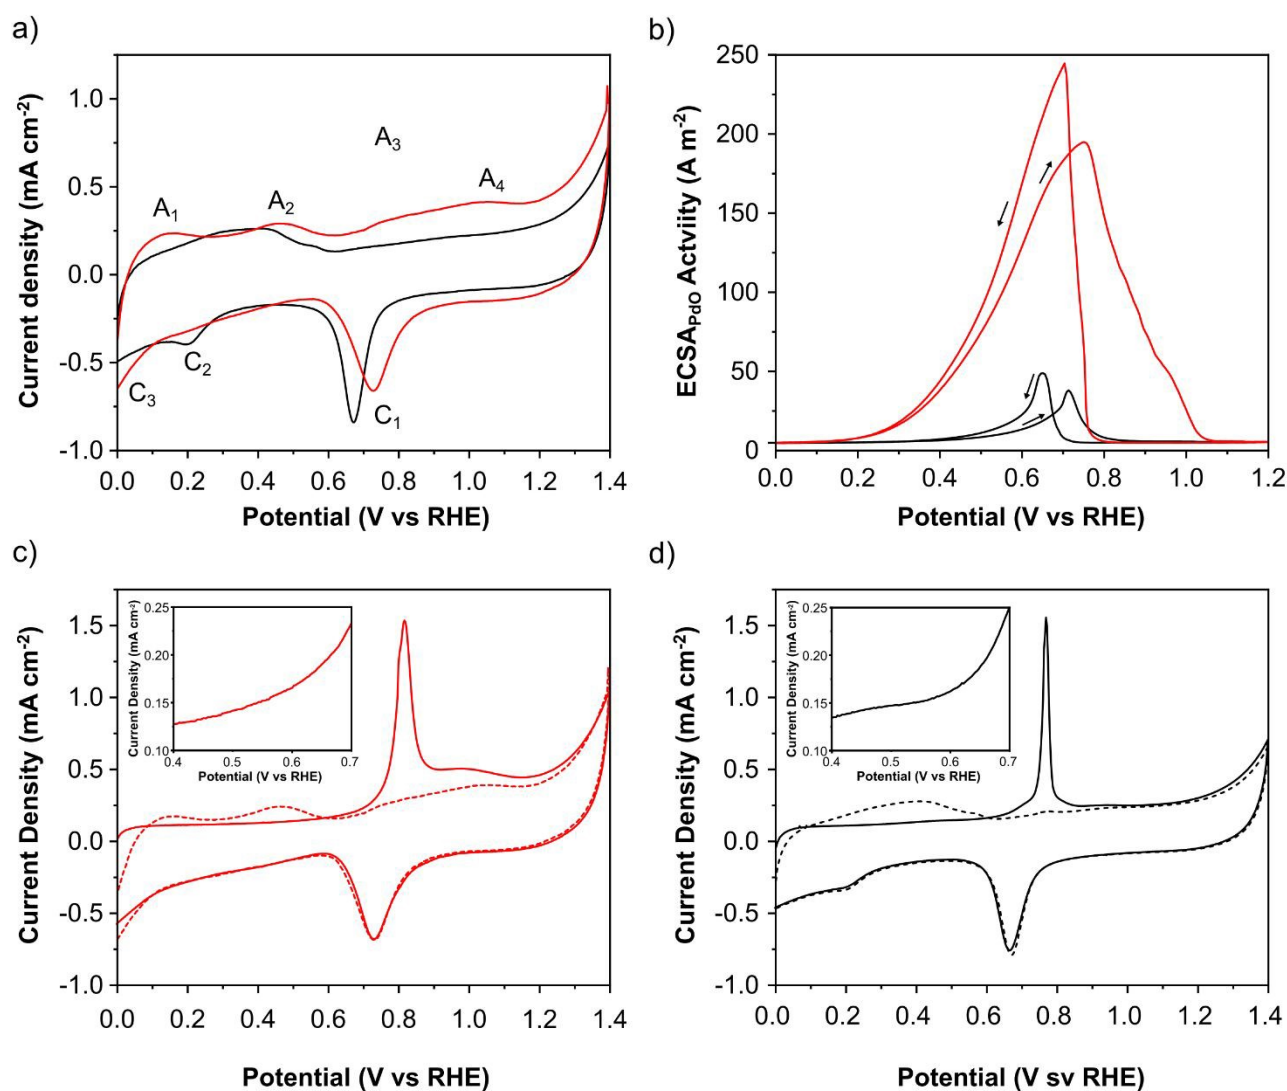 a)
Current density (mA cm-2)
1.0
0.5
0.0
-0.5
-1.0
A1
A2
A3
A4
C3
C2
C1
0.0 0.2 0.4 0.6 0.8 1.0 1.2 1.4
Potential (V vs RHE)
b)
ECSAPdO Actviity (A m-2)
250
200
150
100
50
0
0.0 0.2 0.4 0.6 0.8 1.0 1.2
Potential (V vs RHE)
c)
Current Density (mA cm-2)
1.5
1.0
0.5
0.0
-0.5
-1.0
Current Density (mA cm-2)
0.25
0.20
0.15
0.10
0.4 0.5 0.6 0.7
Potential (V vs RHE)
0.0 0.2 0.4 0.6 0.8 1.0 1.2 1.4
Potential (V vs RHE)
d)
Current Density (mA cm-2)
1.5
1.0
0.5
0.0
-0.5
-1.0
Current Density (mA cm-2)
0.25
0.20
0.15
0.10
0.4 0.5 0.6 0.7
Potential (V vs RHE)
0.0 0.2 0.4 0.6 0.8 1.0 1.2 1.4
Potential (V sv RHE)